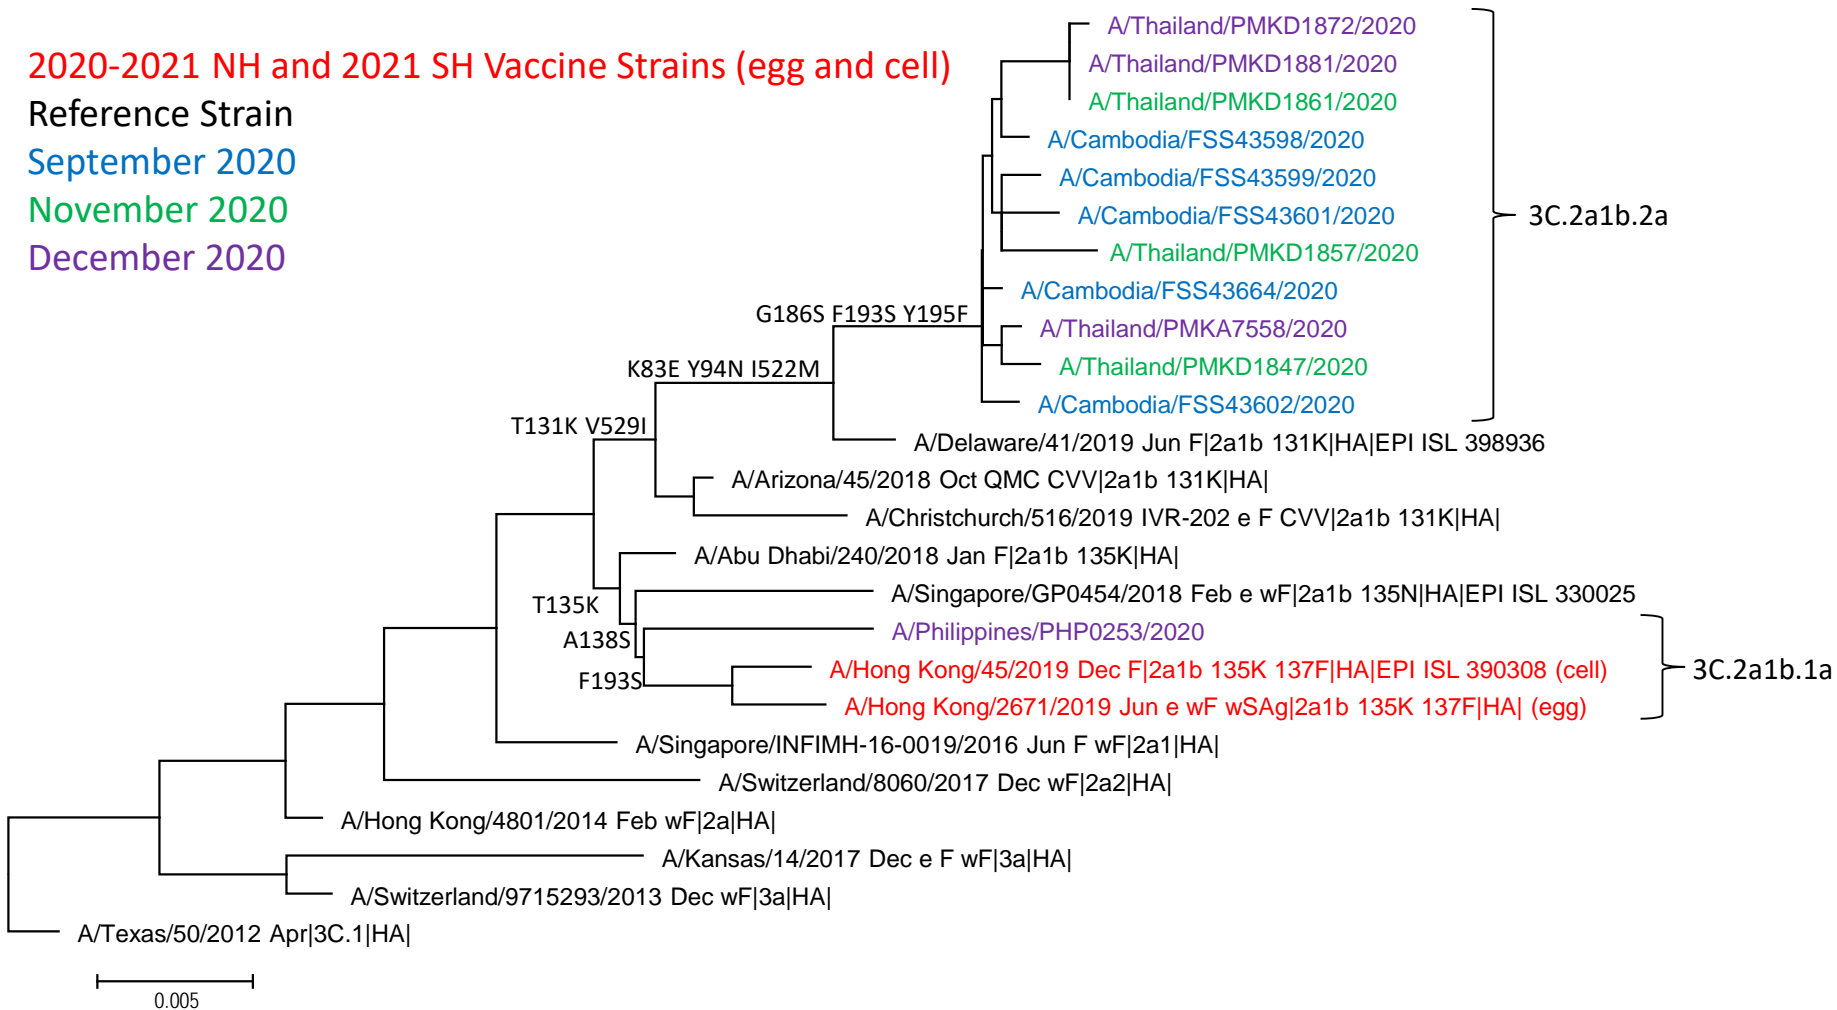 2020-2021 NH and 2021 SH Vaccine Strains (egg and cell)
Reference Strain
September 2020
November 2020
December 2020
A/Thailand/PMKD1872/2020
A/Thailand/PMKD1881/2020
A/Thailand/PMKD1861/2020
A/Cambodia/FSS43598/2020
A/Cambodia/FSS43599/2020
A/Cambodia/FSS43601/2020
3C.2a1b.2a
A/Thailand/PMKD1857/2020
A/Cambodia/FSS43664/2020
G186S F193S Y195F
A/Thailand/PMKA7558/2020
A/Thailand/PMKD1847/2020
K83E Y94N I522M
A/Cambodia/FSS43602/2020
T131K V529I
A/Delaware/41/2019 Jun F|2a1b 131K|HA|EPI ISL 398936
A/Arizona/45/2018 Oct QMC CVV|2a1b 131K|HA|
A/Christchurch/516/2019 IVR-202 e F CVV|2a1b 131K|HA|
A/Abu Dhabi/240/2018 Jan F|2a1b 135K|HA|
A/Singapore/GP0454/2018 Feb e wF|2a1b 135N|HA|EPI ISL 330025
T135K
A/Philippines/PHP0253/2020
A138S
A/Hong Kong/45/2019 Dec F|2a1b 135K 137F|HA|EPI ISL 390308 (cell)
3C.2a1b.1a
F193S
A/Hong Kong/2671/2019 Jun e wF wSAg|2a1b 135K 137F|HA| (egg)
A/Singapore/INFIMH-16-0019/2016 Jun F wF|2a1|HA|
A/Switzerland/8060/2017 Dec wF|2a2|HA|
A/Hong Kong/4801/2014 Feb wF|2a|HA|
A/Kansas/14/2017 Dec e F wF|3a|HA|
A/Switzerland/9715293/2013 Dec wF|3a|HA|
A/Texas/50/2012 Apr|3C.1|HA|
0.005